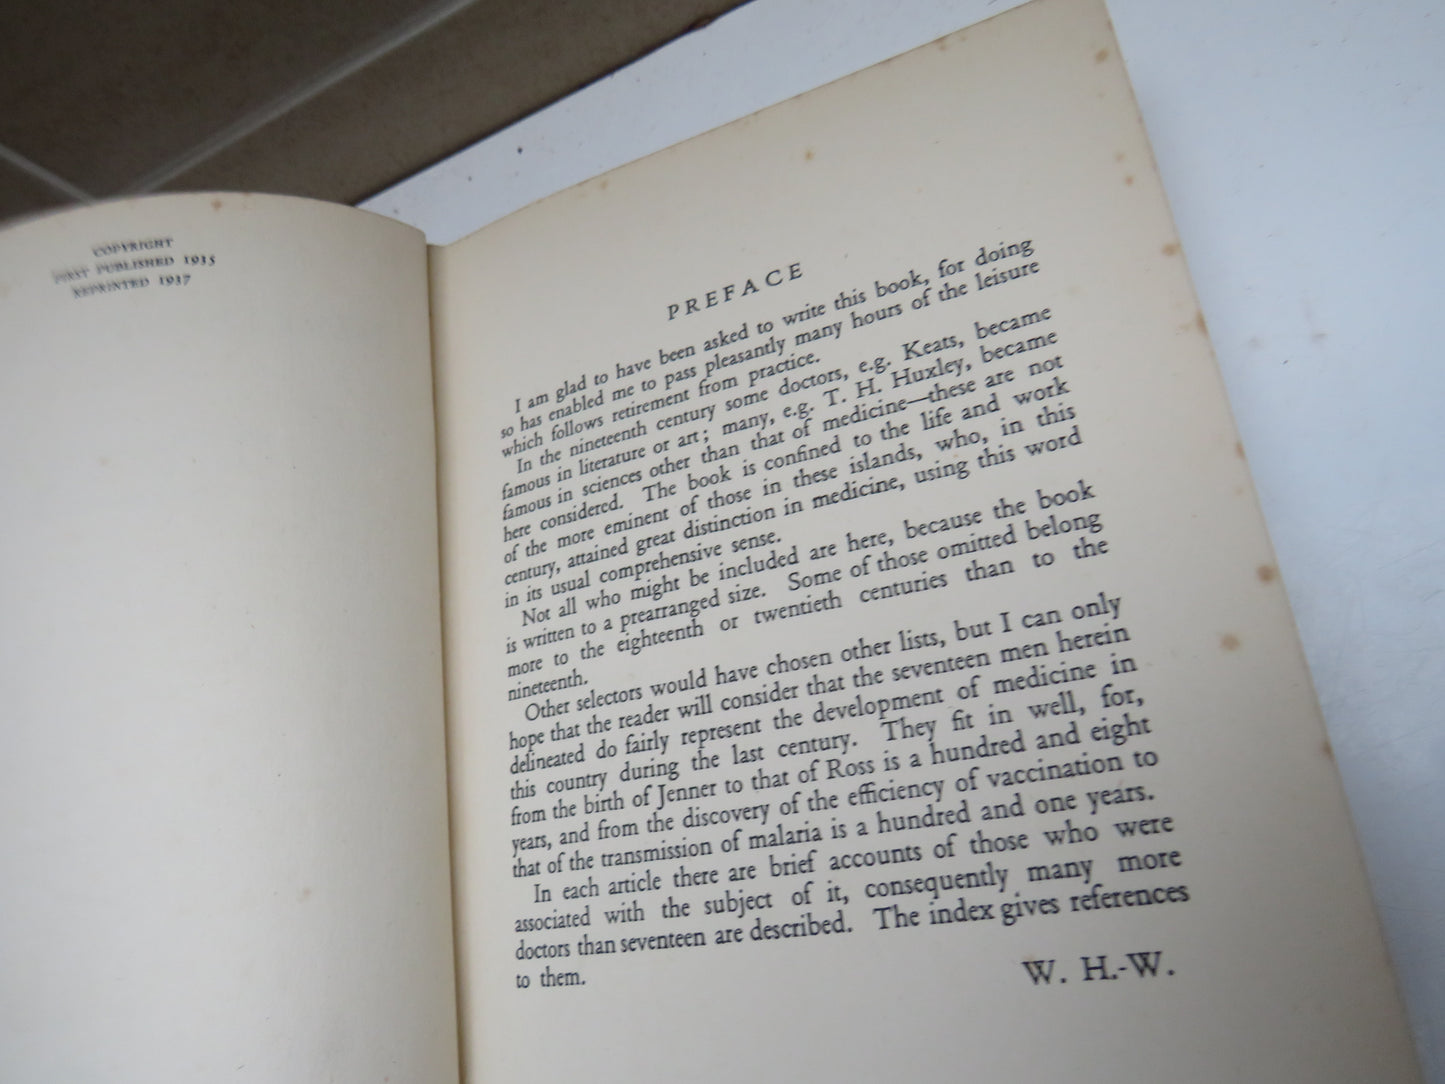 COPYRIGHT
FIRST PUBLISHED 1935
REPRINTED 1937
PREFACE
I am glad to have been asked to write this book, for doing
so has enabled me to pass pleasantly many hours of the leisure
which follows retirement from practice.
In the nineteenth century some doctors, e.g. Keats, became
famous in literature or art; many, e.g. T. H. Huxley, became
famous in sciences other than that of medicine—these are not
here considered. The book is confined to the life and work
of the more eminent of those in these islands, who, in this
century, attained great distinction in medicine, using this word
in its usual comprehensive sense.
Not all who might be included are here, because the book
is written to a prearranged size. Some of those omitted belong
more to the eighteenth or twentieth centuries than to the
nineteenth.
Other selectors would have chosen other lists, but I can only
hope that the reader will consider that the seventeen men herein
delineated do fairly represent the development of medicine in
this country during the last century. They fit in well, for,
from the birth of Jenner to that of Ross is a hundred and eight
years, and from the discovery of the efficiency of vaccination to
that of the transmission of malaria is a hundred and one years.
In each article there are brief accounts of those who were
associated with the subject of it, consequently many more
doctors than seventeen are described. The index gives references
to them.
W. H.-W.